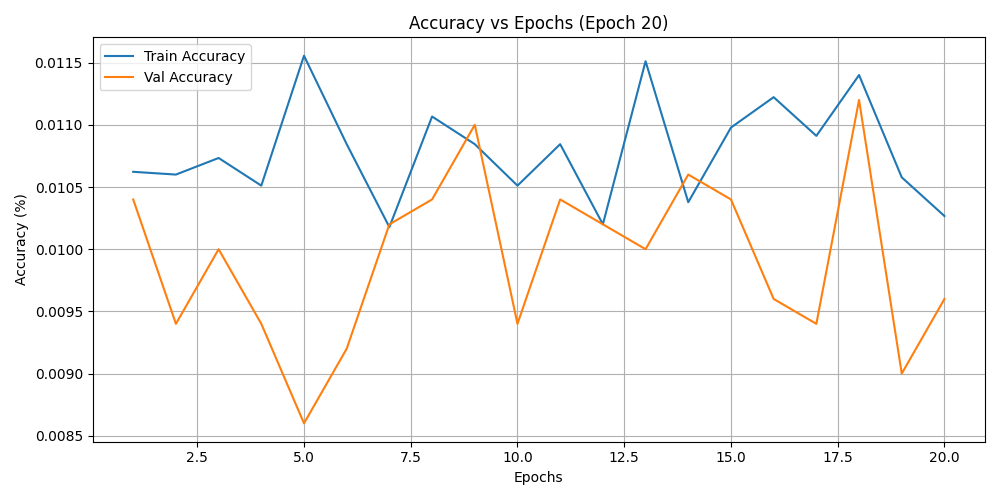 Accuracy vs Epochs (Epoch 20)
Train Accuracy
Val Accuracy
Accuracy (%)
0.0115
0.0110
0.0105
0.0100
0.0095
0.0090
0.0085
2.5 5.0 7.5 10.0 12.5 15.0 17.5 20.0
Epochs